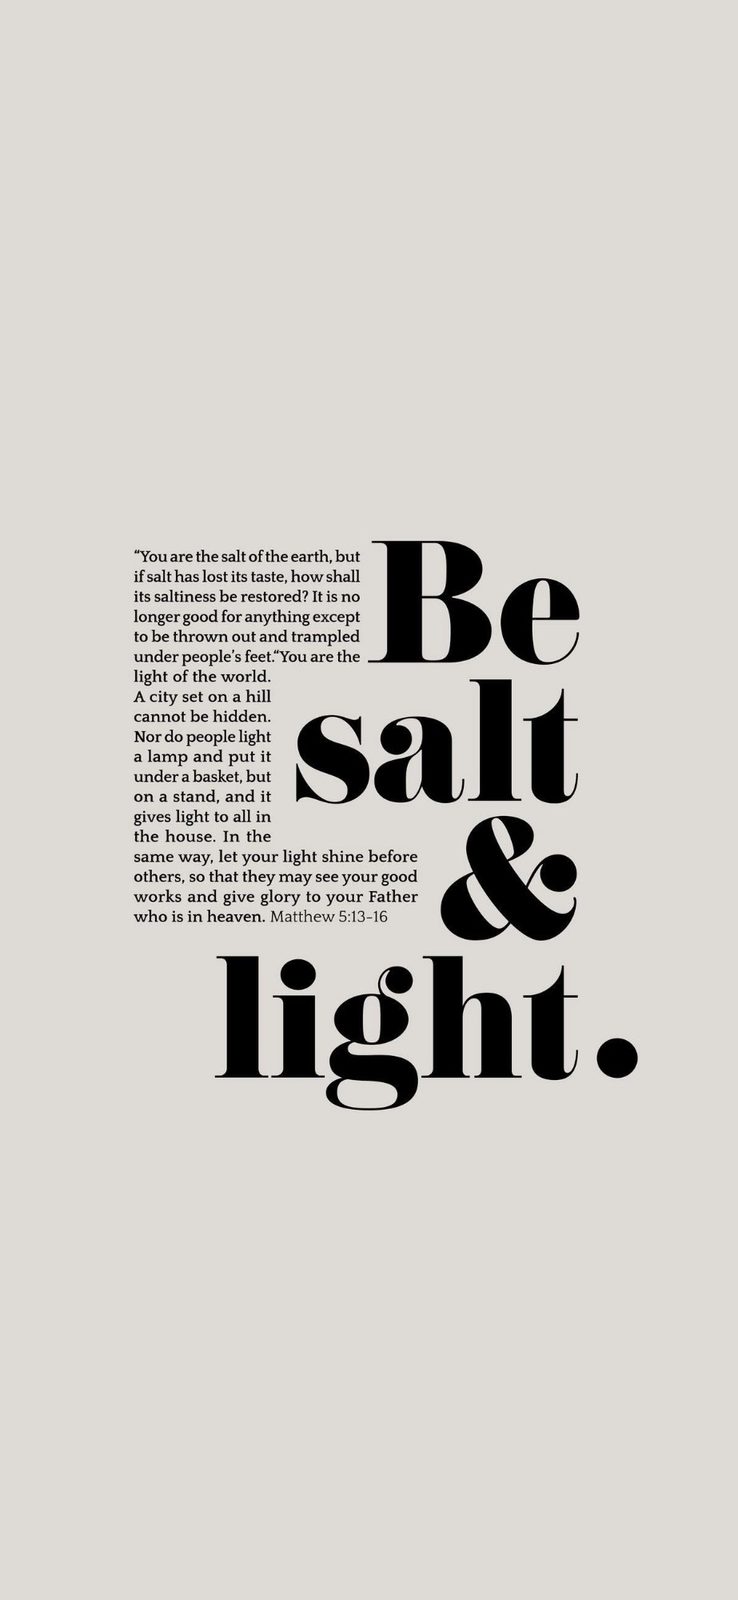 “You are the salt of the earth, but
if salt has lost its taste, how shall
its saltiness be restored? It is no
longer good for anything except
to be thrown out and trampled
under people’s feet.“You are the
light of the world.
A city set on a hill
cannot be hidden.
Nor do people light
a lamp and put it
under a basket, but
on a stand, and it
gives light to all in
the house. In the
same way, let your light shine before
others, so that they may see your good
works and give glory to your Father
who is in heaven. Matthew 5:13-16
Be
salt
&
light.